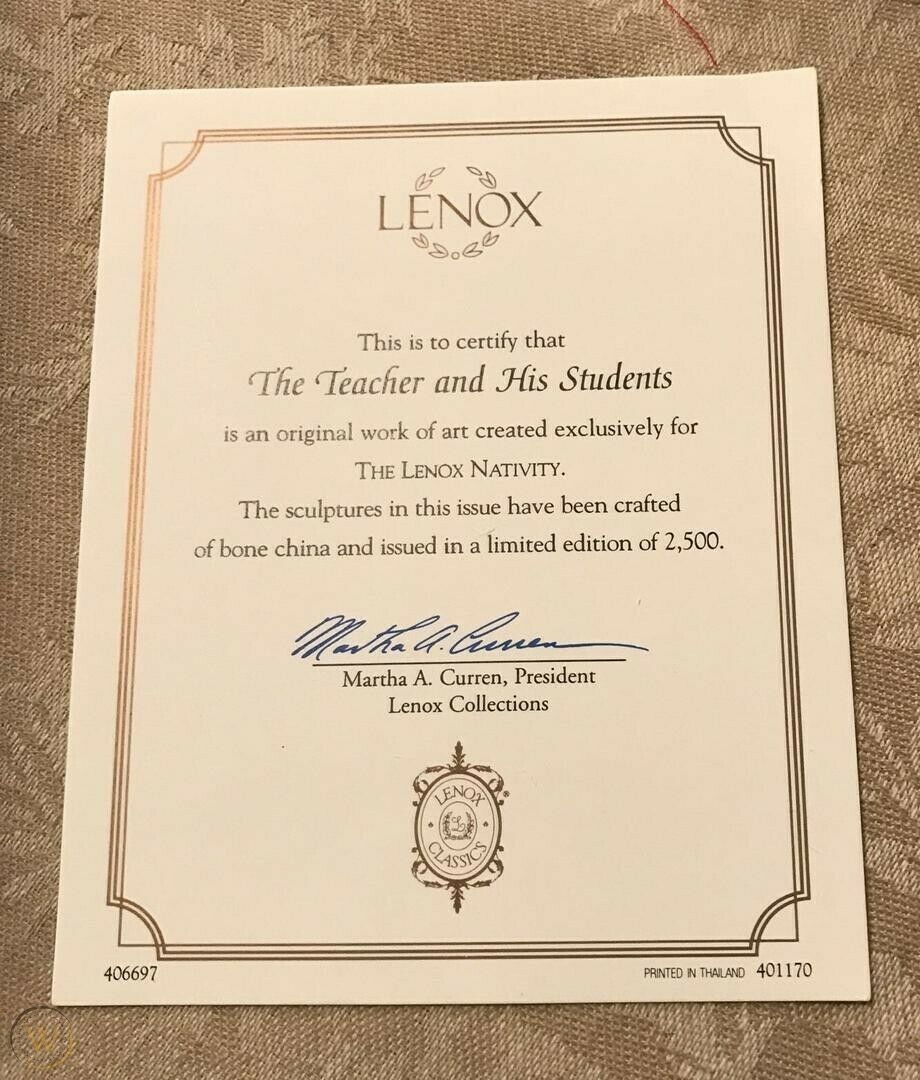 LENOX
This is to certify that
The Teacher and His Students
is an original work of art created exclusively for
THE LENOX NATIVITY.
The sculptures in this issue have been crafted
of bone china and issued in a limited edition of 2,500.
Martha A. Curren
Martha A. Curren, President
Lenox Collections
LENOX
L
CLASSICS
®
406697
PRINTED IN THAILAND 401170
W